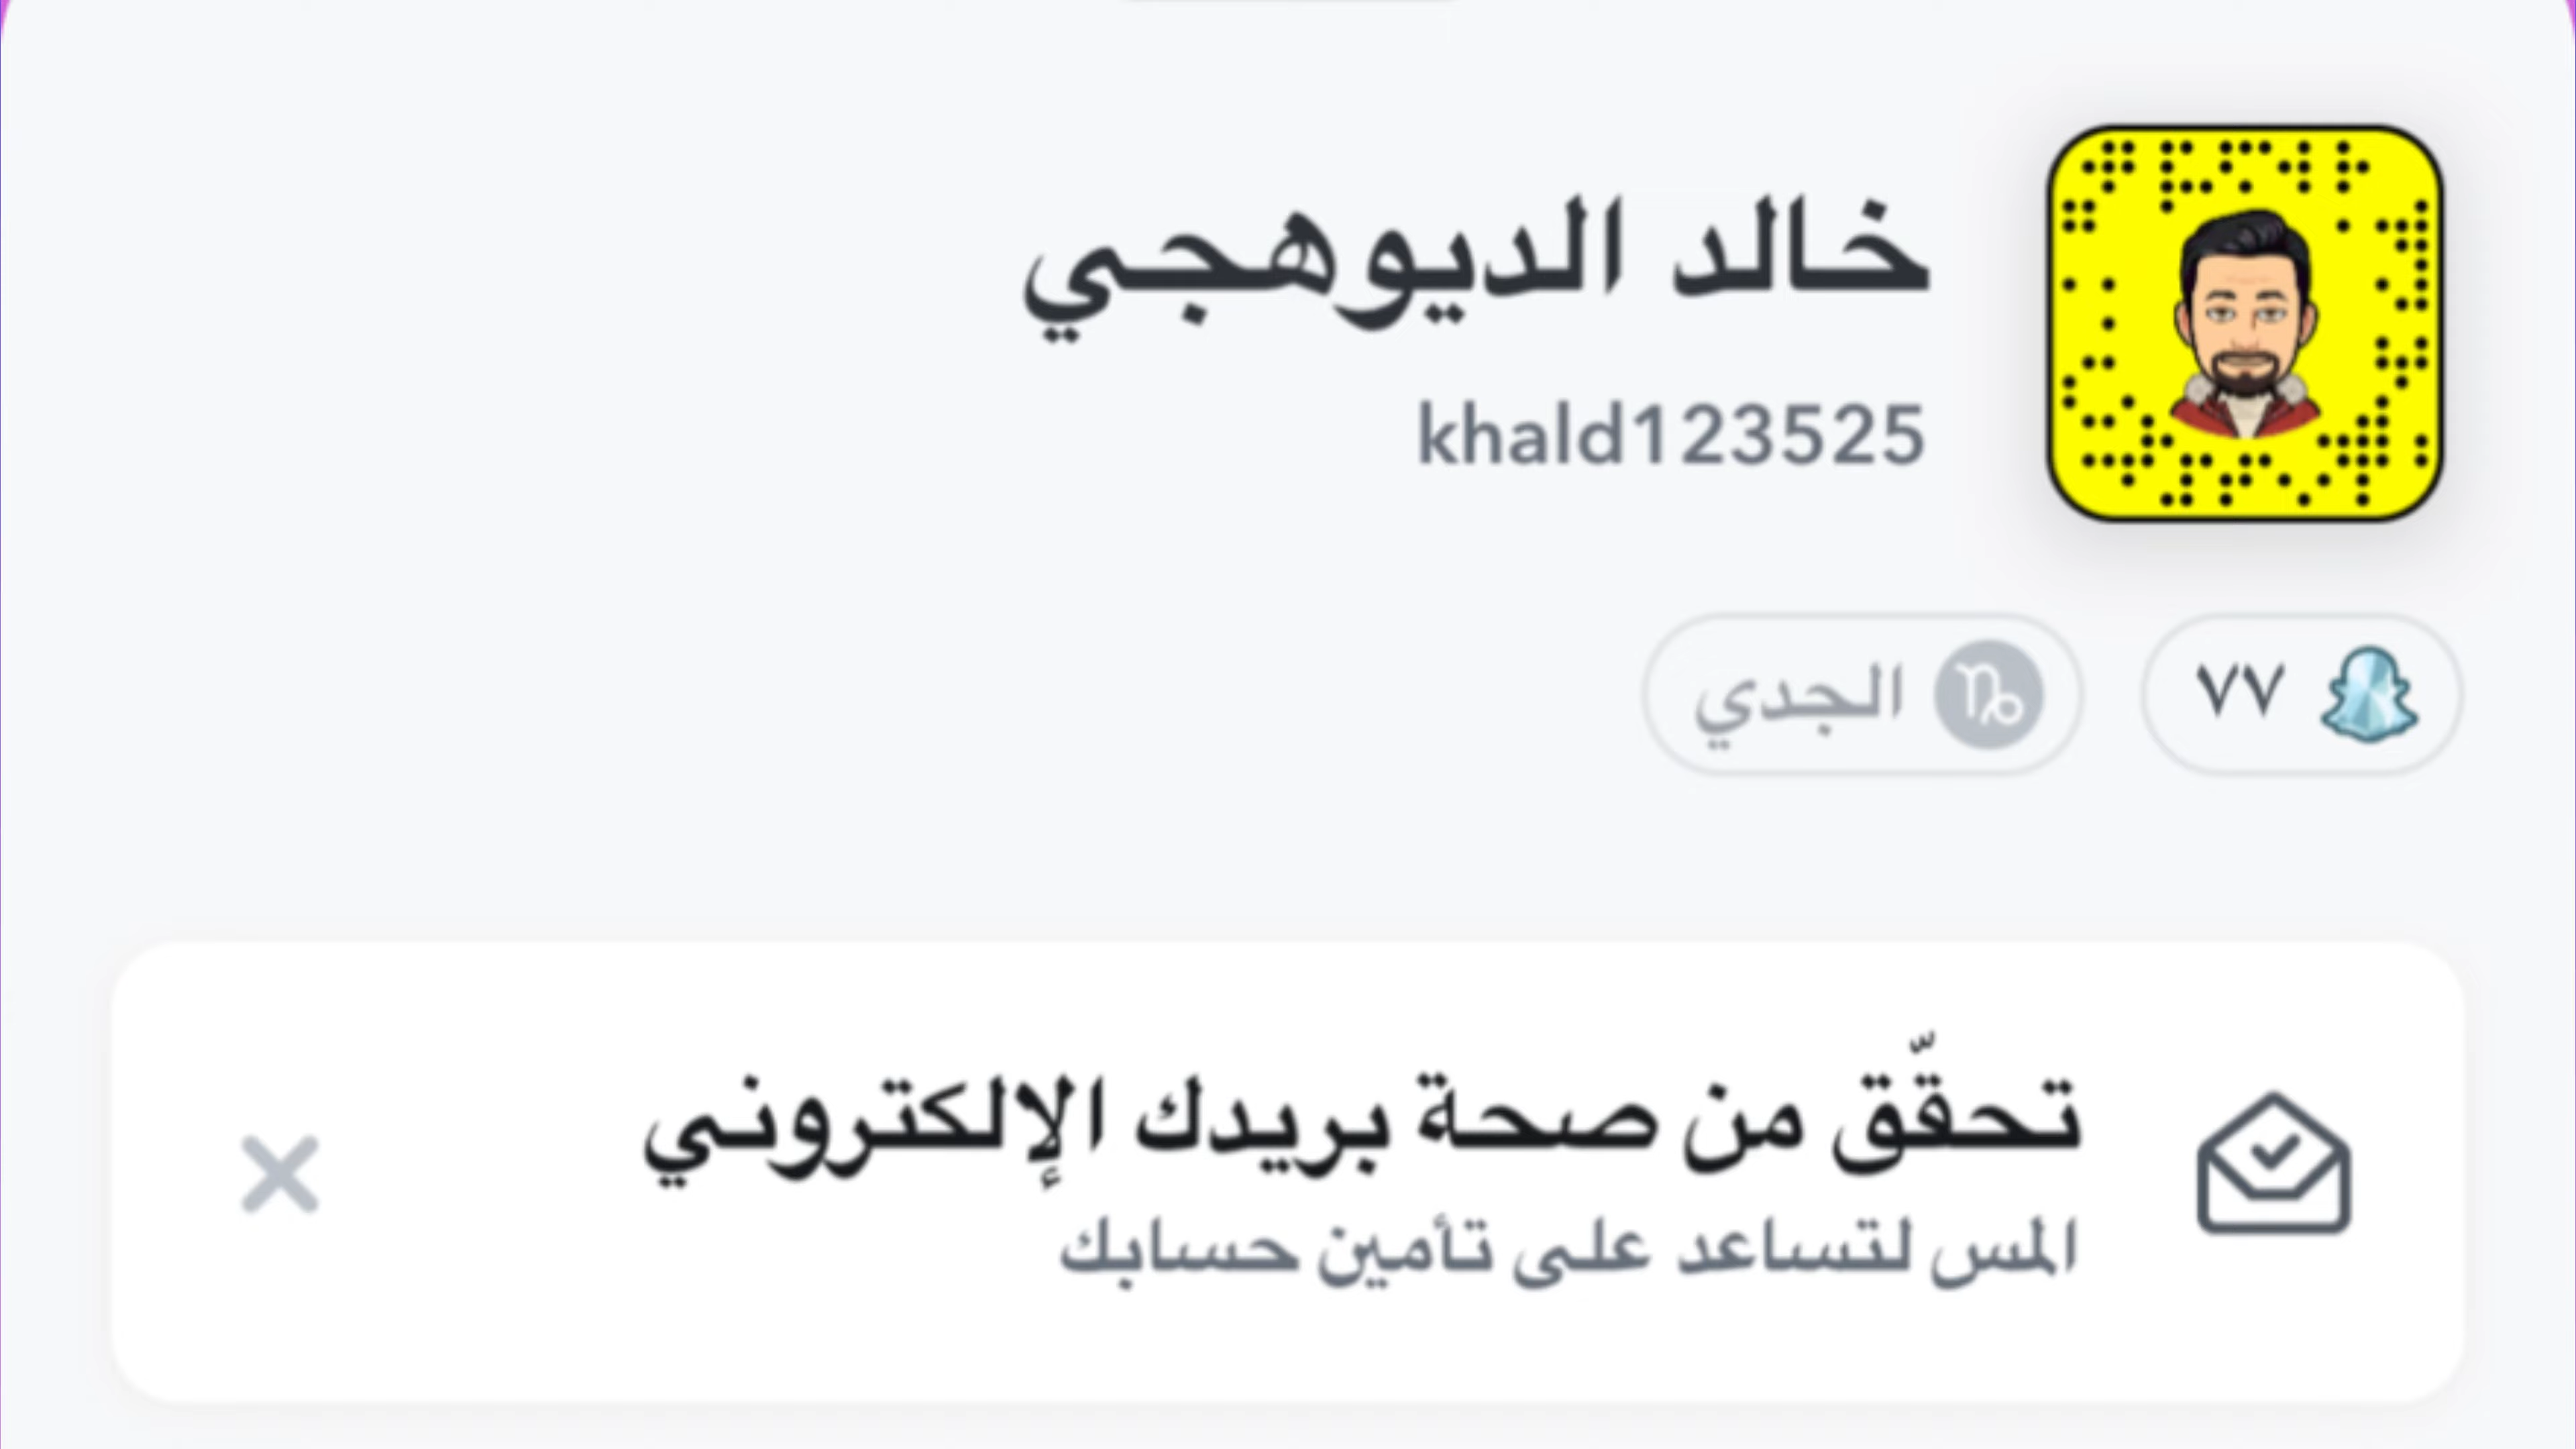 خالد الديوهجي
khald123525
٧٧
الجدي
تحقّق من صحة بريدك الإلكتروني
المس لتساعد على تأمين حسابك